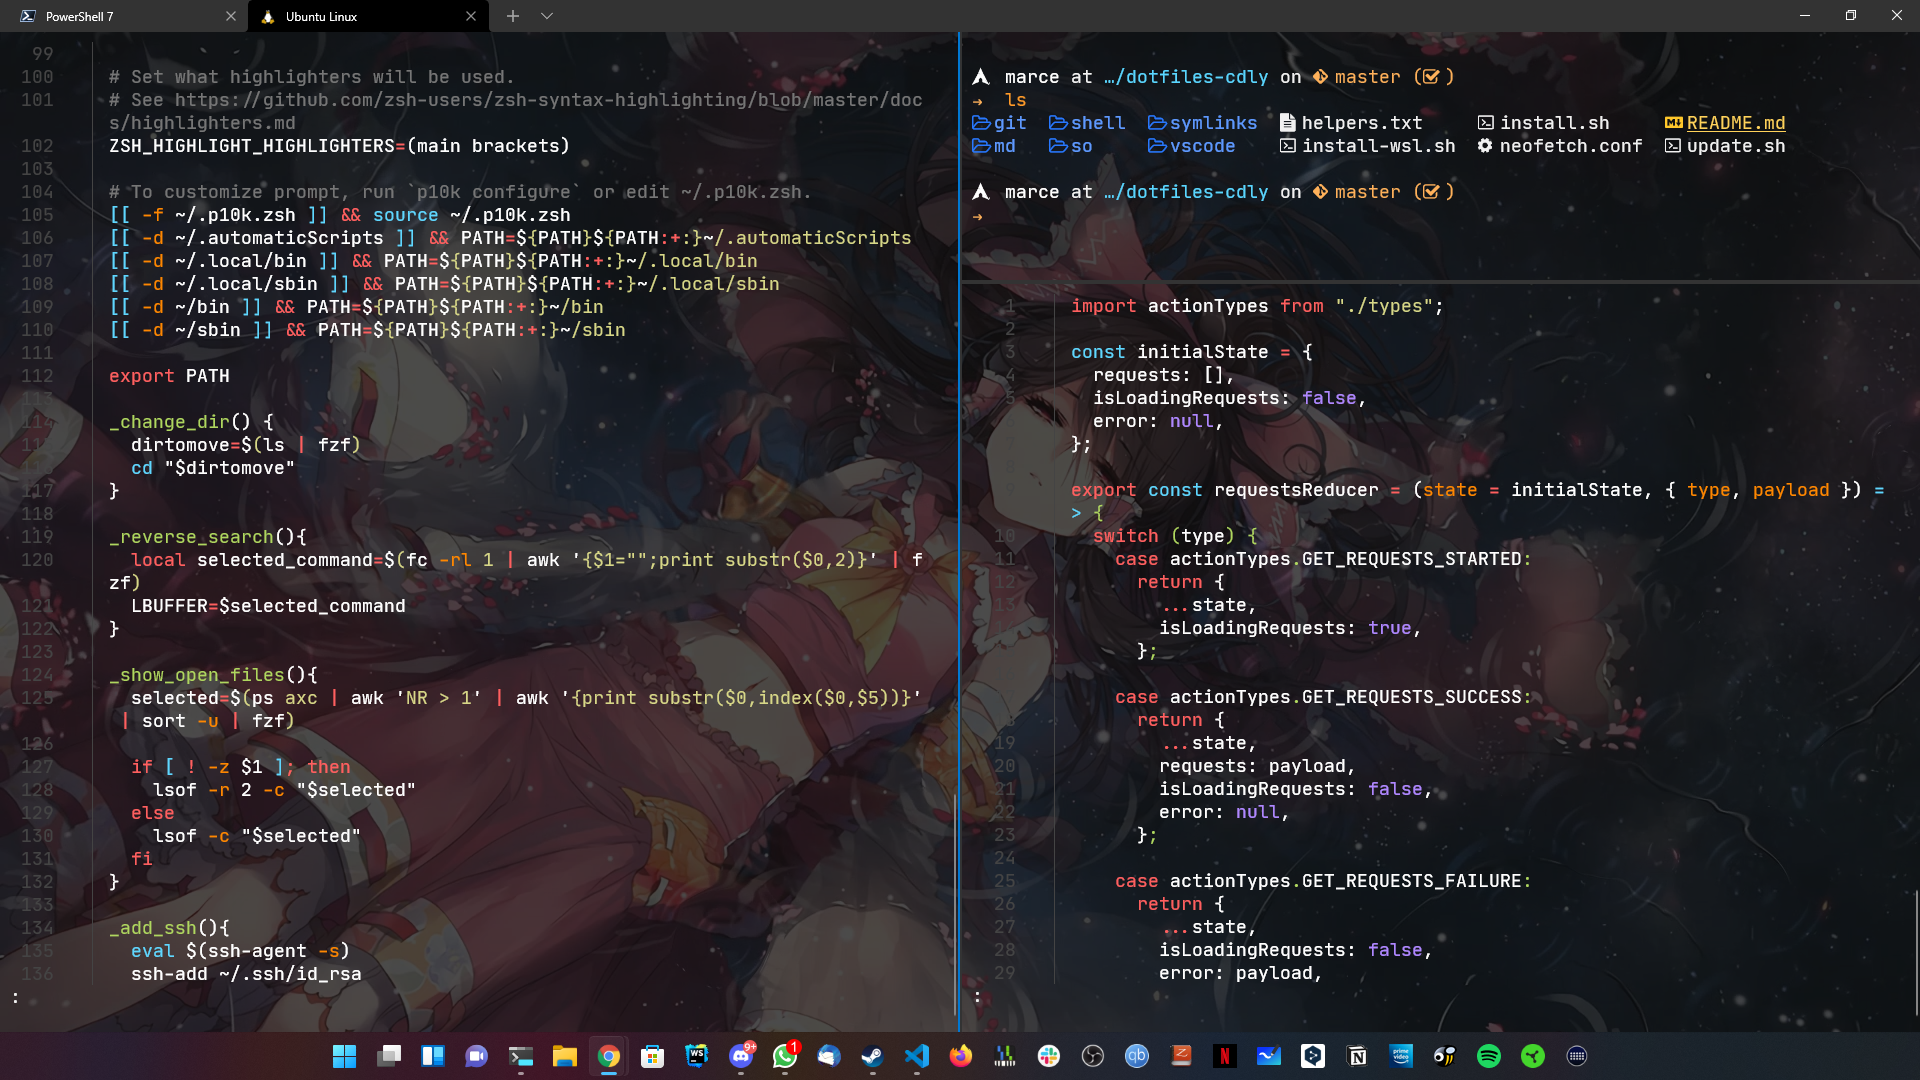 PowerShell 7
Ubuntu Linux
99
100 # Set what highlighters will be used.
101 # See https://github.com/zsh-users/zsh-syntax-highlighting/blob/master/doc
s/highlighters.md
102 ZSH_HIGHLIGHT_HIGHLIGHTERS=(main brackets)
103
104 # To customize prompt, run `p10k configure` or edit ~/.p10k.zsh.
105 [[ -f ~/.p10k.zsh ]] && source ~/.p10k.zsh
106 [[ -d ~/.automaticScripts ]] && PATH=${PATH}${PATH:+:}~/.automaticScripts
107 [[ -d ~/.local/bin ]] && PATH=${PATH}${PATH:+:}~/.local/bin
108 [[ -d ~/.local/sbin ]] && PATH=${PATH}${PATH:+:}~/.local/sbin
109 [[ -d ~/bin ]] && PATH=${PATH}${PATH:+:}~/bin
110 [[ -d ~/sbin ]] && PATH=${PATH}${PATH:+:}~/sbin
111
112 export PATH
113
114 _change_dir() {
115   dirtomove=$(ls | fzf)
116   cd "$dirtomove"
117 }
118
119 _reverse_search(){
120   local selected_command=$(fc -rl 1 | awk '{$1="";print substr($0,2)}' | f
zf)
121   LBUFFER=$selected_command
122 }
123
124 _show_open_files(){
125   selected=$(ps axc | awk 'NR > 1' | awk '{print substr($0,index($0,$5))}'
 | sort -u | fzf)
126
127   if [ ! -z $1 ]; then
128     lsof -r 2 -c "$selected"
129   else
130     lsof -c "$selected"
131   fi
132 }
133
134 _add_ssh(){
135   eval $(ssh-agent -s)
136   ssh-add ~/.ssh/id_rsa
:
marce at …/dotfiles-cdly on master ( )
→ ls
git shell symlinks helpers.txt install.sh README.md
md so vscode install-wsl.sh neofetch.conf update.sh
marce at …/dotfiles-cdly on master ( )
→
1 import actionTypes from "./types";
2
3 const initialState = {
4   requests: [],
5   isLoadingRequests: false,
  error: null,
7 };
8
9 export const requestsReducer = (state = initialState, { type, payload }) =
> {
10   switch (type) {
11     case actionTypes.GET_REQUESTS_STARTED:
12       return {
13         ...state,
14         isLoadingRequests: true,
      };

    case actionTypes.GET_REQUESTS_SUCCESS:
18       return {
19         ...state,
20         requests: payload,
21         isLoadingRequests: false,
22         error: null,
23       };
24
25     case actionTypes.GET_REQUESTS_FAILURE:
26       return {
27         ...state,
28         isLoadingRequests: false,
29         error: payload,
:
WS
9+
1
qb
Z
N
N
prime video